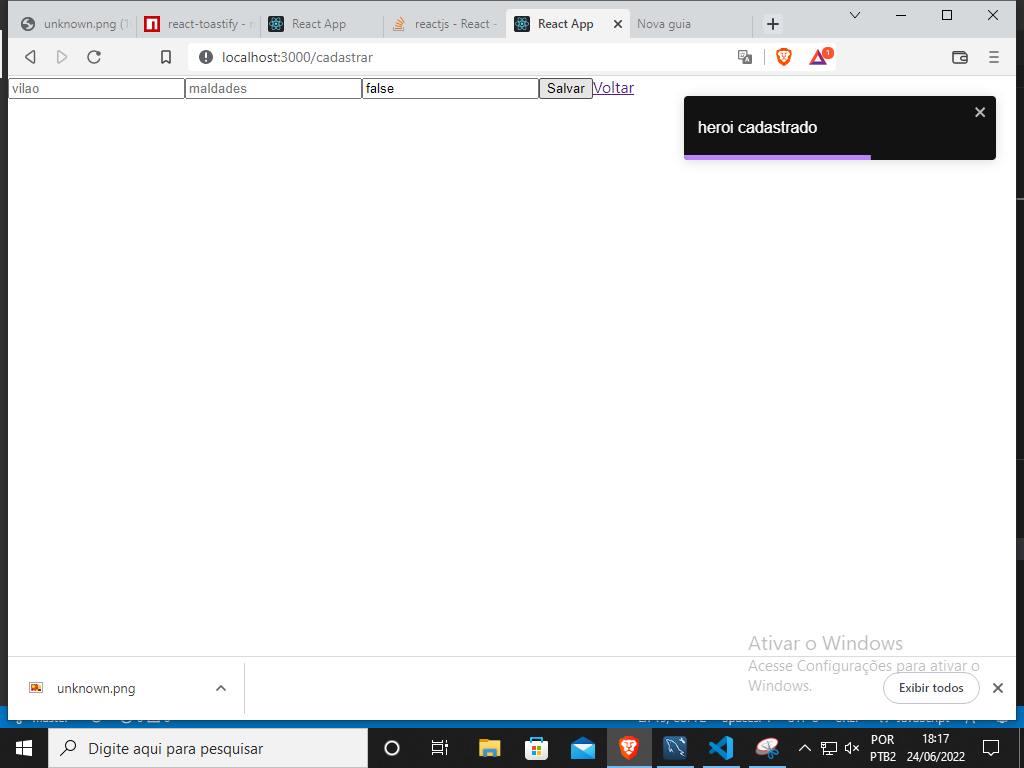 unknown.png (1
react-toastify - n
React App
reactjs - React -
React App
Nova guia
localhost:3000/cadastrar
1
vilao
maldades
false
Salvar
Voltar
heroi cadastrado
Ativar o Windows
Acesse Configurações para ativar o
Windows.
unknown.png
Exibir todos
Digite aqui para pesquisar
POR
PTB2
18:17
24/06/2022